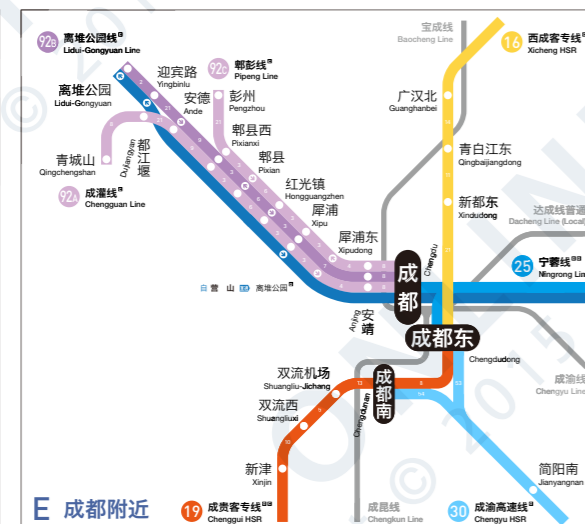 92B 离堆公园线
Lidui-Gongyuan Line
离堆公园
Lidui-Gongyuan
迎宾路
Yingbinlu
92C 郫彭线
Pipeng Line
安德
Ande
彭州
Pengzhou
郫县西
Pixianxi
郫县
Pixian
红光镇
Hongguangzhen
犀浦
Xipu
犀浦东
Xipudong
都江堰
Dujiangyan
青城山
Qingchengshan
92A 成灌线
Chengguan Line
白 营 山 离堆公园
安靖
Anjing
宝成线
Baocheng Line
16 西成客专线
Xicheng HSR
广汉北
Guanghanbei
青白江东
Qingbaijiangdong
新都东
Xindudong
达成线普通
Dacheng Line (Local)
25 宁蓉线
Ningrong Lin
成都
Chengdu
成都东
Chengdudong
成都南
Chengdunan
双流机场
Shuangliu-Jichang
双流西
Shuangliuxi
新津
Xinjin
成渝线
Chengyu Line
简阳南
Jianyangnan
E 成都附近
19 成贵客专线
Chenggui HSR
成昆线
Chengkun Line
30 成渝高速线
Chengyu HSR
© 2015